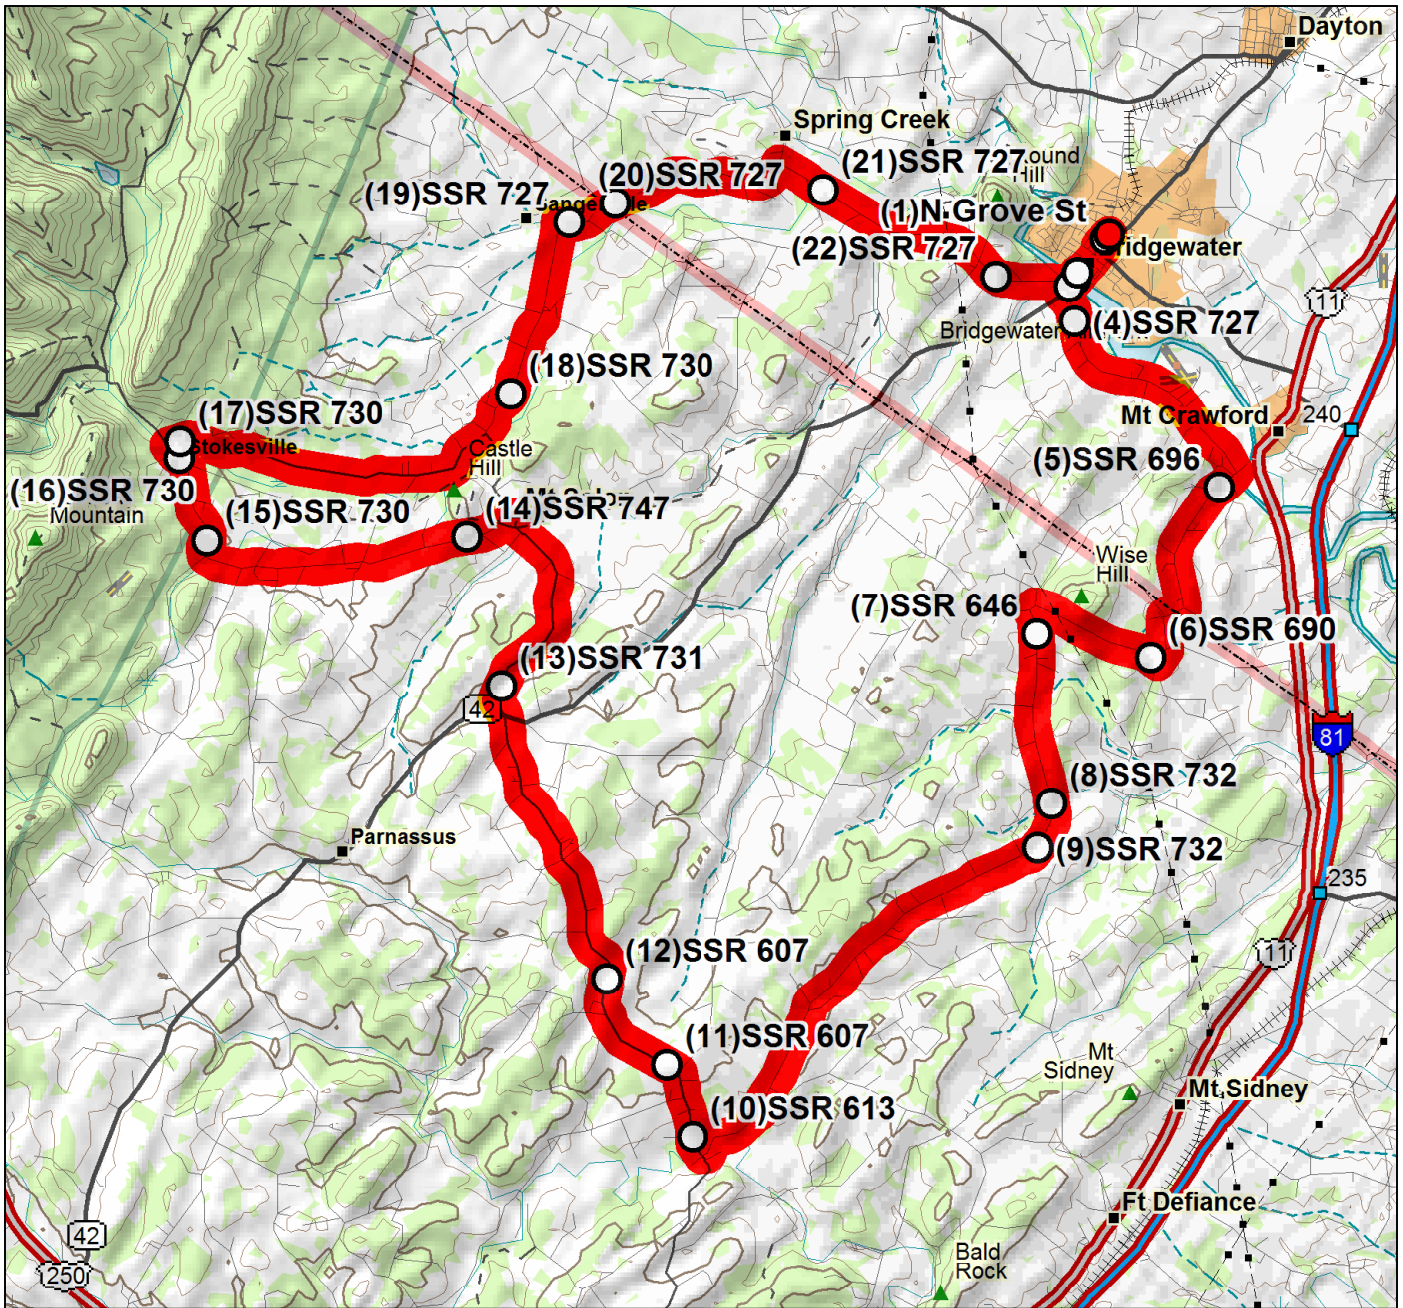 Dayton
Spring Creek
(21)SSR 727
(20)SSR 727
(19)SSR 727
Hill
(1)N Grove St
(22)SSR 727
11
(4)SSR 727
(18)SSR 730
240
Mt Crawford
(17)SSR 730
Stokesville
Castle
Hill
(5)SSR 696
(16)SSR 730
Mountain
(15)SSR 730
(14)SSR 747
Wise
Hill
(7)SSR 646
(6)SSR 690
(13)SSR 731
42
81
(8)SSR 732
Parnassus
(9)SSR 732
235
(12)SSR 607
11
(11)SSR 607
Mt
Sidney
Mt Sidney
(10)SSR 613
Ft Defiance
42
Bald
Rock
250